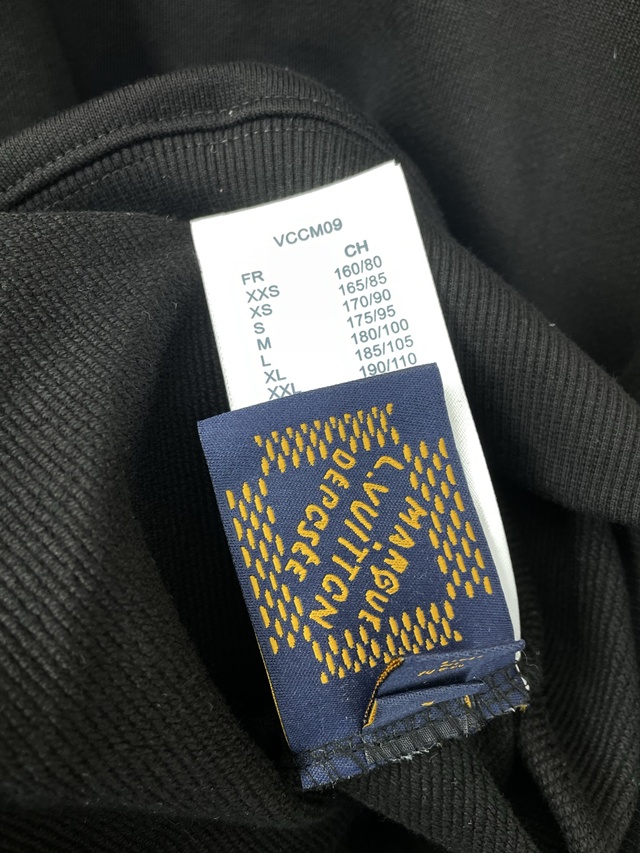 VCCM09
FR CH
XXS 160/80
XS 165/85
S 170/90
M 175/95
L 180/100
XL 185/105
XXL 190/110
MARQUE
L.VUITTON
DEPCSÉE